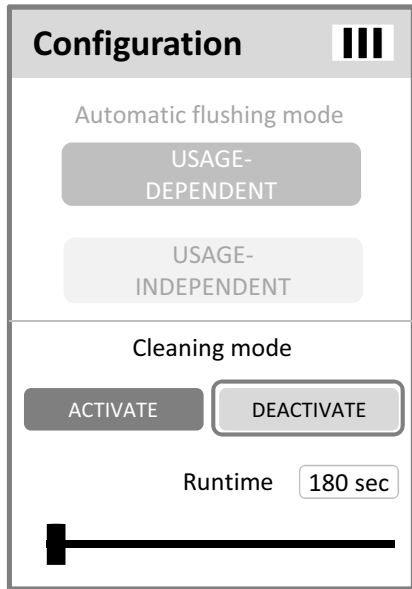 Configuration
Automatic flushing mode
USAGE-
DEPENDENT
USAGE-
INDEPENDENT
Cleaning mode
ACTIVATE DEACTIVATE
Runtime 180 sec